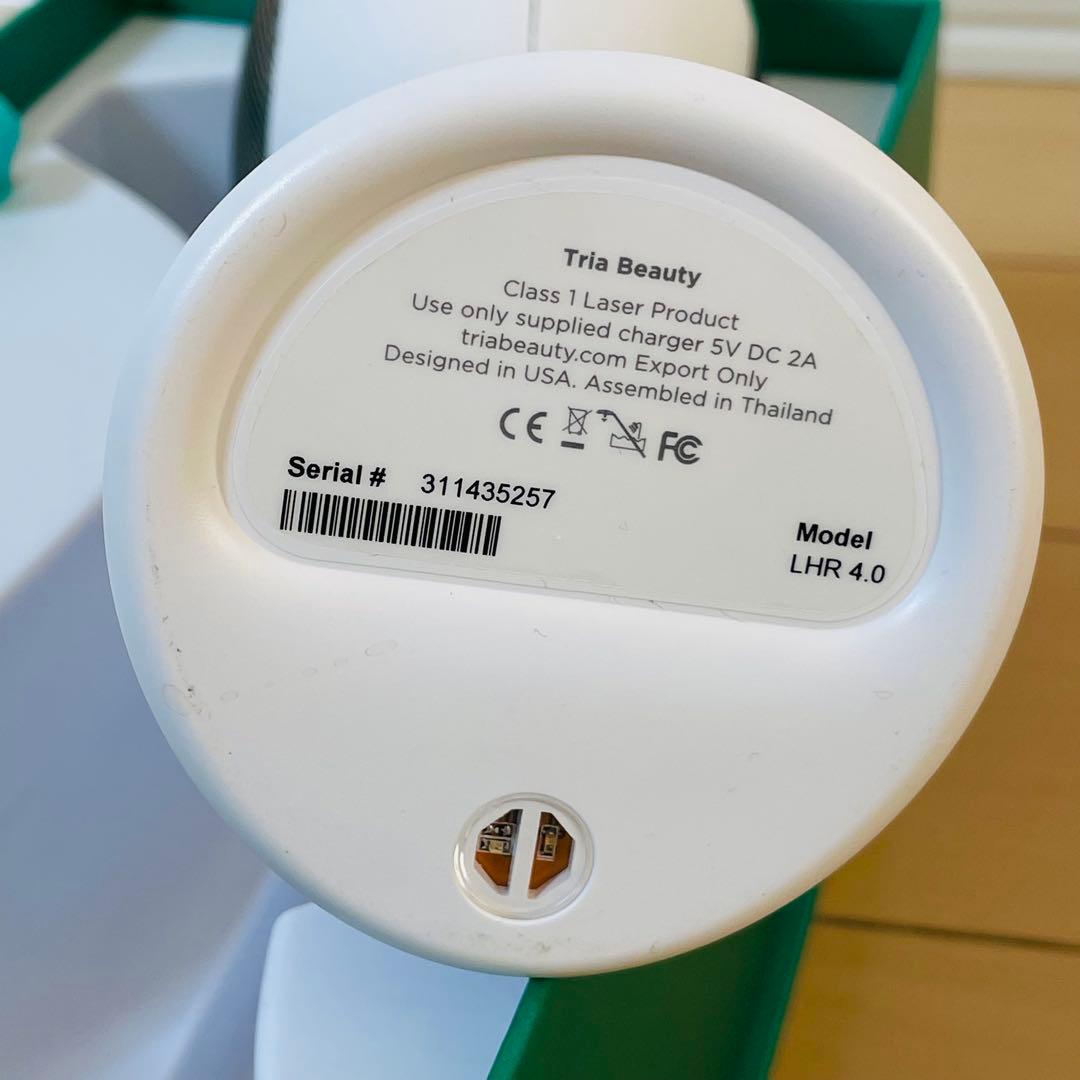 Tria Beauty
Class 1 Laser Product
Use only supplied charger 5V DC 2A
triabeauty.com Export Only
Designed in USA. Assembled in Thailand
CE FC
Serial # 311435257
Model
LHR 4.0